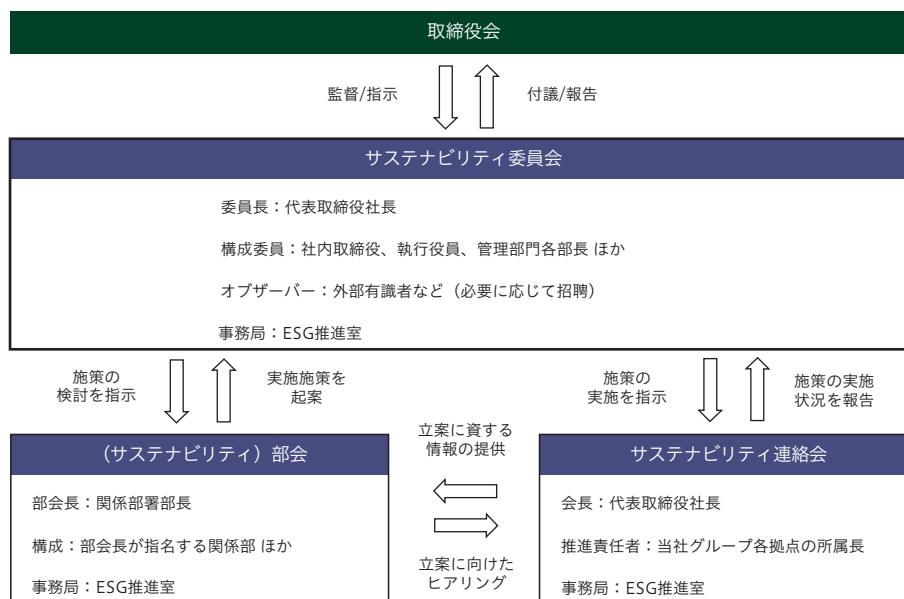 取締役会
監督/指示
付議/報告
サステナビリティ委員会
委員長：代表取締役社長
構成委員：社内取締役、執行役員、管理部門各部長 ほか
オブザーバー：外部有識者など（必要に応じて招聘）
事務局：ESG推進室
施策の
検討を指示
実施施策を
起案
施策の
実施を指示
施策の実施
状況を報告
（サステナビリティ）部会
部会長：関係部署部長
構成：部会長が指名する関係部 ほか
事務局：ESG推進室
立案に資する
情報の提供
立案に向けた
ヒアリング
サステナビリティ連絡会
会長：代表取締役社長
推進責任者：当社グループ各拠点の所属長
事務局：ESG推進室